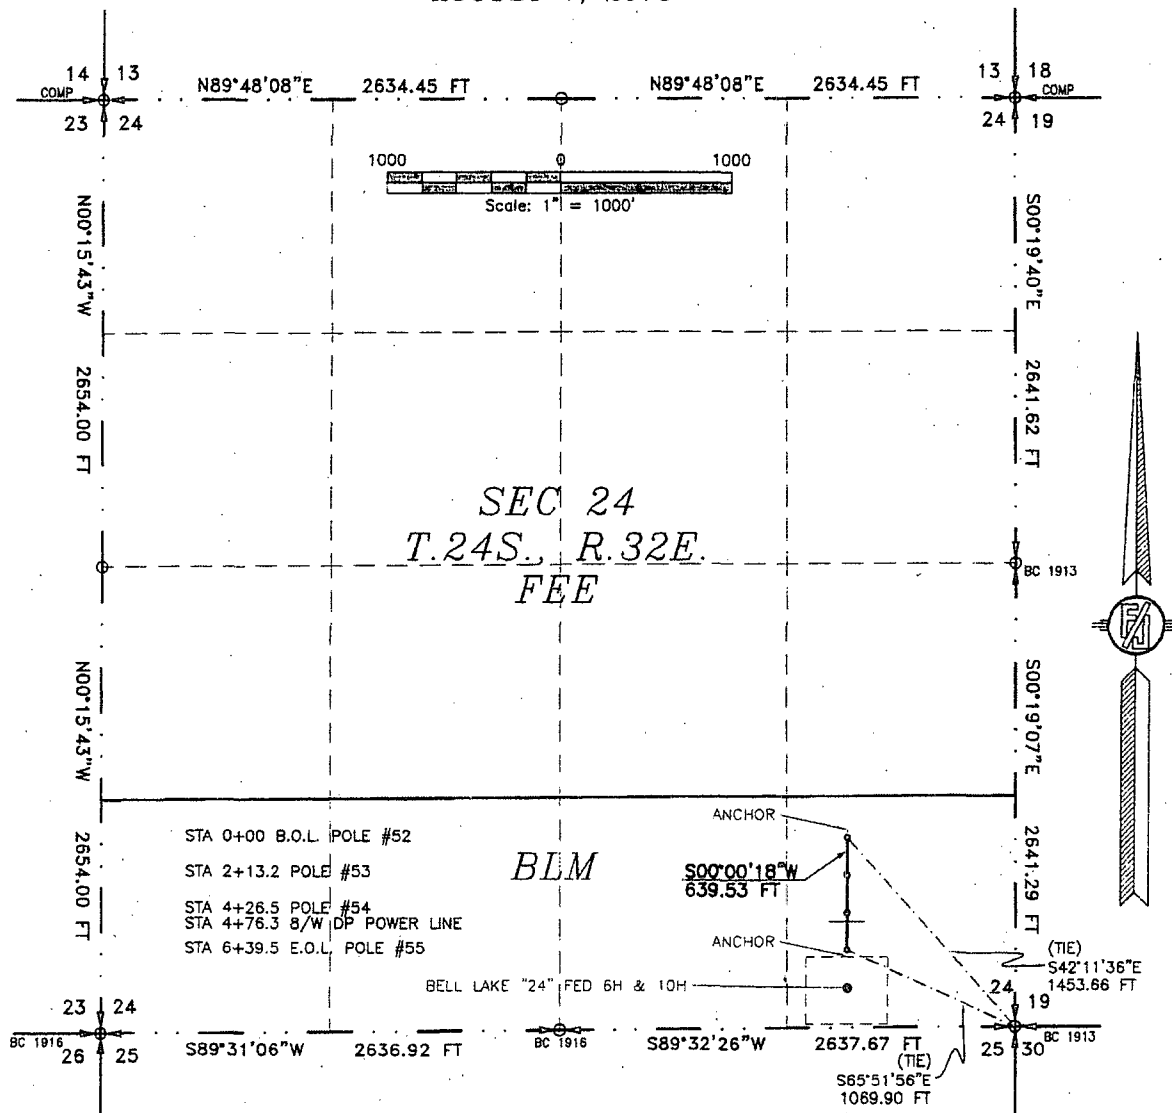 14 13
COMP
23 24
N89°48'08"E 2634.45 FT
N89°48'08"E 2634.45 FT
13 18
COMP
24 19
1000 0 1000
Scale: 1" = 1000'
N00°15'43"W 2654.00 FT
S00°19'40"E 2641.62 FT
SEC 24
T.24S., R.32E.
FEE
BC 1913
N00°15'43"W 2654.00 FT
S00°19'07"E 2641.29 FT
STA 0+00 B.O.L. POLE #52
STA 2+13.2 POLE #53
STA 4+26.5 POLE #54
STA 4+76.3 8/W DP POWER LINE
STA 6+39.5 E.O.L. POLE #55
BLM
ANCHOR
S00°00'18"W
639.53 FT
ANCHOR
BELL LAKE "24" FED 6H & 10H
(TIE)
S42°11'36"E
1453.66 FT
23 24
BC 1916
26 25
S89°31'06"W 2636.92 FT
BC 1916
S89°32'26"W 2637.67 FT
24 19
BC 1913
25 30
(TIE)
S65°51'56"E
1069.90 FT